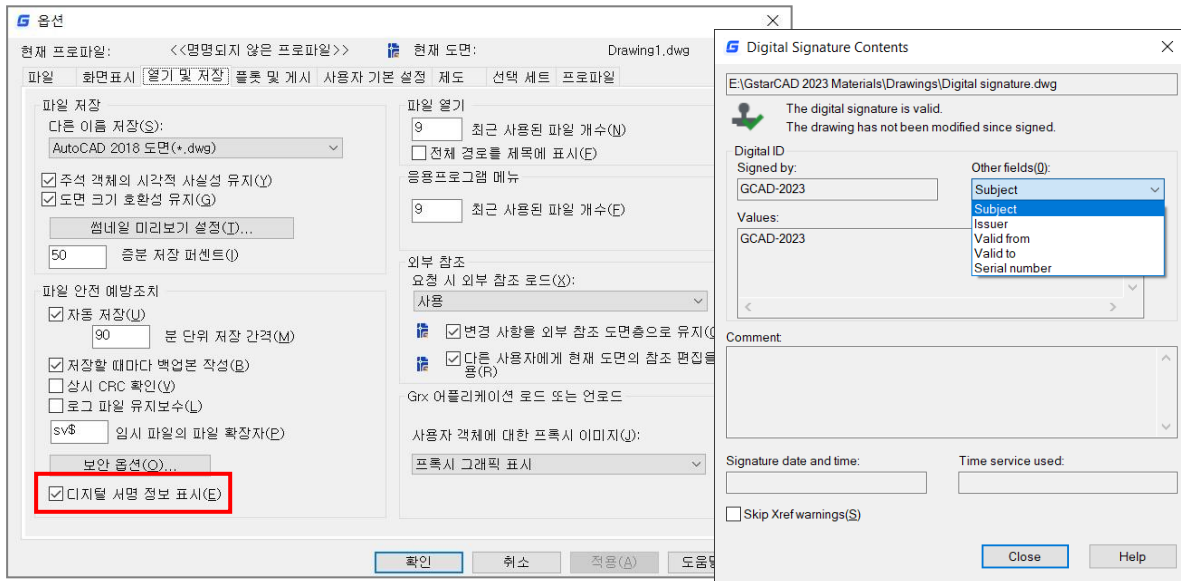 옵션
현재 프로파일: <<명명되지 않은 프로파일>> 현재 도면: Drawing1.dwg
파일 화면표시 열기 및 저장 플롯 및 게시 사용자 기본 설정 제도 선택 세트 프로파일
파일 저장
다른 이름 저장(S):
AutoCAD 2018 도면(*.dwg)
주석 객체의 시각적 사실성 유지(Y)
도면 크기 호환성 유지(G)
썸네일 미리보기 설정(T)...
50 증분 저장 퍼센트(I)
파일 안전 예방조치
자동 저장(U)
90 분 단위 저장 간격(M)
저장할 때마다 백업본 작성(B)
상시 CRC 확인(V)
로그 파일 유지보수(L)
sv$ 임시 파일의 파일 확장자(P)
보안 옵션(O)...
디지털 서명 정보 표시(E)
파일 열기
9 최근 사용된 파일 개수(N)
전체 경로를 제목에 표시(F)
응용프로그램 메뉴
9 최근 사용된 파일 개수(F)
외부 참조
요청 시 외부 참조 로드(X):
사용
변경 사항을 외부 참조 도면층으로 유지(
다른 사용자에게 현재 도면의 참조 편집을
용(R)
Grx 어플리케이션 로드 또는 언로드
사용자 객체에 대한 프록시 이미지(J):
프록시 그래픽 표시
확인 취소 적용(A) 도움
Digital Signature Contents
E:\GstarCAD 2023 Materials\Drawings\Digital signature.dwg
The digital signature is valid.
The drawing has not been modified since signed.
Digital ID
Signed by: Other fields(0):
GCAD-2023 Subject
Values:
GCAD-2023
Subject
Issuer
Valid from
Valid to
Serial number
Comment:
Signature date and time: Time service used:
Skip Xref warnings(S)
Close Help